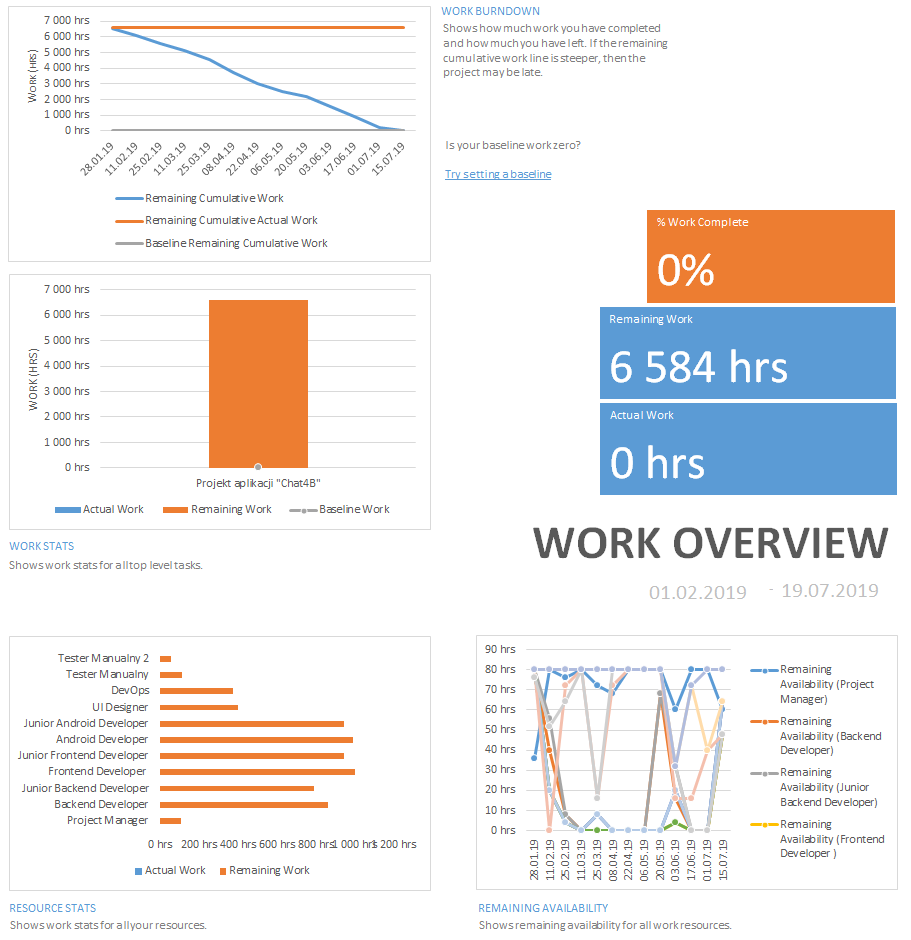 7 000 hrs
6 000 hrs
5 000 hrs
4 000 hrs
3 000 hrs
2 000 hrs
1 000 hrs
0 hrs
WORK (HRS)
28.01.19
11.02.19
25.02.19
11.03.19
25.03.19
08.04.19
22.04.19
06.05.19
20.05.19
03.06.19
17.06.19
01.07.19
15.07.19
Remaining Cumulative Work
Remaining Cumulative Actual Work
Baseline Remaining Cumulative Work
WORK BURNDOWN
Shows how much work you have completed
and how much you have left. If the remaining
cumulative work line is steeper, then the
project may be late.
Is your baseline work zero?
Try setting a baseline
% Work Complete
0%
Remaining Work
6 584 hrs
Actual Work
0 hrs
7 000 hrs
6 000 hrs
5 000 hrs
4 000 hrs
3 000 hrs
2 000 hrs
1 000 hrs
0 hrs
WORK (HRS)
Projekt aplikacji "Chat4B"
Actual Work
Remaining Work
Baseline Work
WORK STATS
Shows work stats for all top level tasks.
WORK OVERVIEW
01.02.2019 - 19.07.2019
Tester Manualny 2
Tester Manualny
DevOps
UI Designer
Junior Android Developer
Android Developer
Junior Frontend Developer
Frontend Developer
Junior Backend Developer
Backend Developer
Project Manager
0 hrs 200 hrs 400 hrs 600 hrs 800 hrs 1 000 hrs 1 200 hrs
Actual Work
Remaining Work
RESOURCE STATS
Shows work stats for all your resources.
90 hrs
80 hrs
70 hrs
60 hrs
50 hrs
40 hrs
30 hrs
20 hrs
10 hrs
0 hrs
28.01.19
11.02.19
25.02.19
11.03.19
25.03.19
08.04.19
22.04.19
06.05.19
20.05.19
03.06.19
17.06.19
01.07.19
15.07.19
Remaining
Availability (Project
Manager)
Remaining
Availability (Backend
Developer)
Remaining
Availability (Junior
Backend Developer)
Remaining
Availability (Frontend
Developer )
REMAINING AVAILABILITY
Shows remaining availability for all work resources.